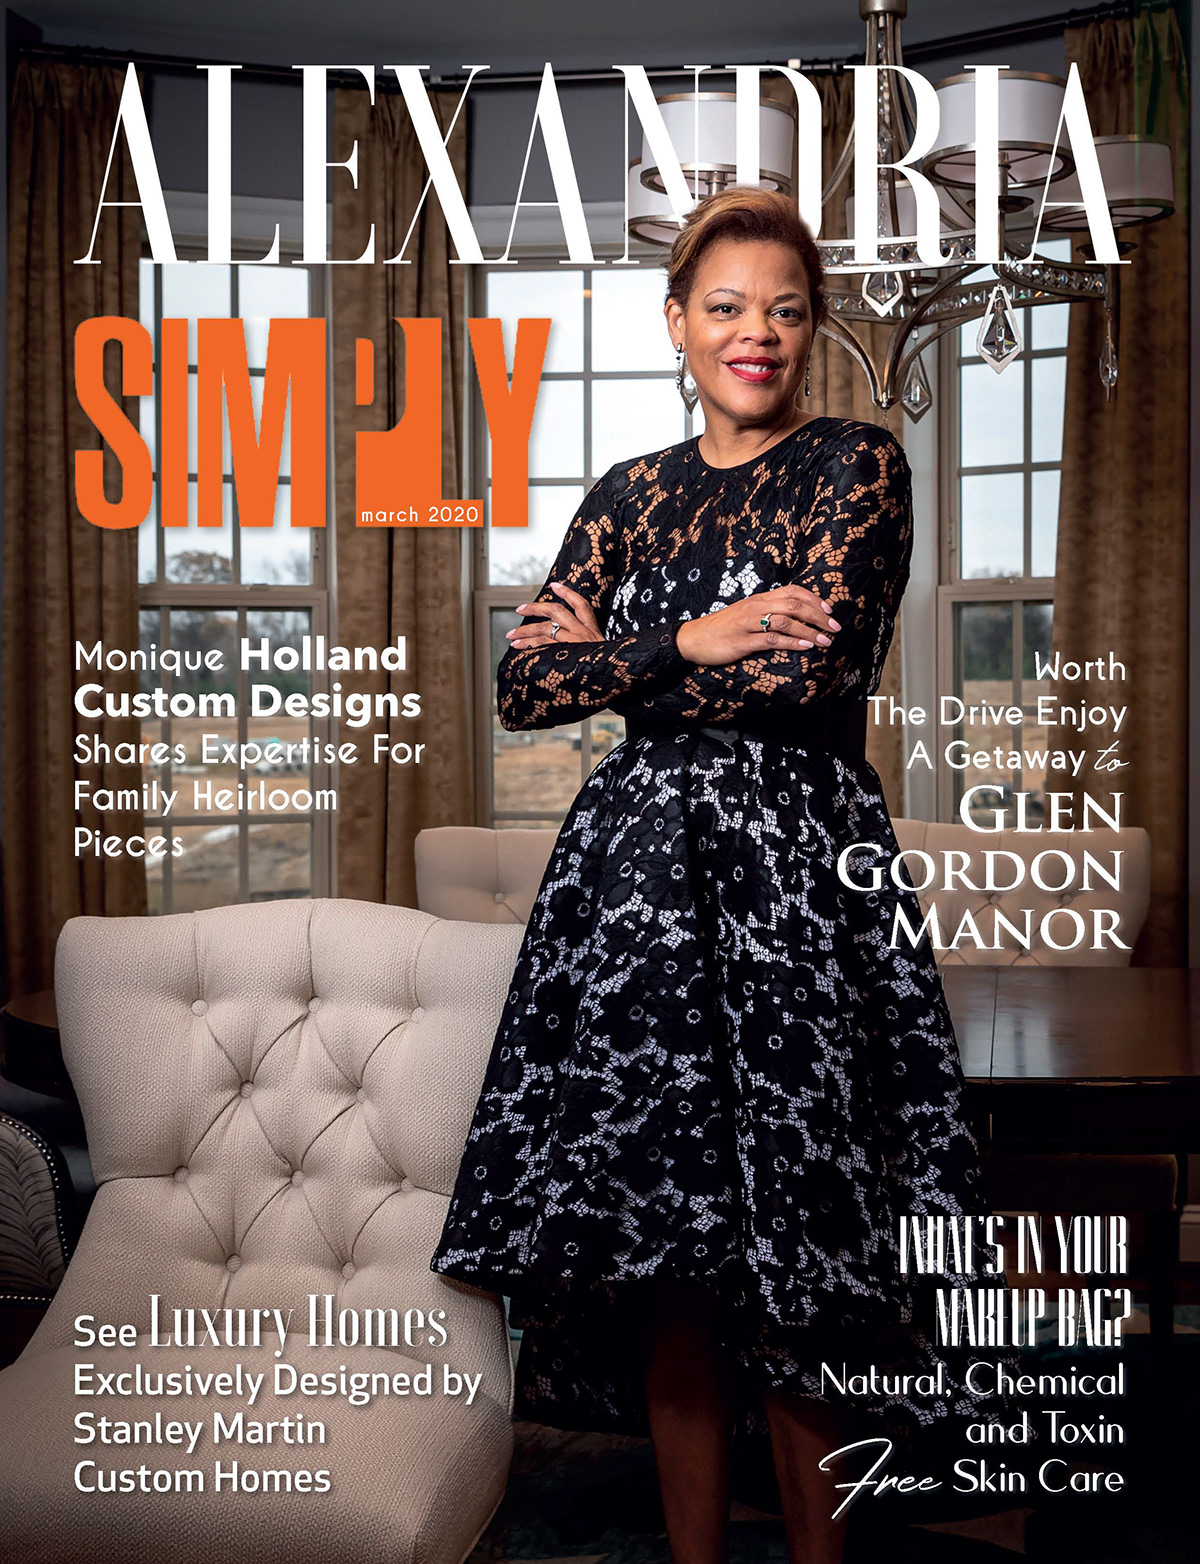 ALEXANDRIA
SIMPLY
march 2020
Monique Holland
Custom Designs
Shares Expertise For
Family Heirloom
Pieces
Worth
The Drive Enjoy
A Getaway to
GLEN
GORDON
MANOR
See Luxury Homes
Exclusively Designed by
Stanley Martin
Custom Homes
WHAT'S IN YOUR
MAKEUP BAG?
Natural, Chemical
and Toxin
Free Skin Care